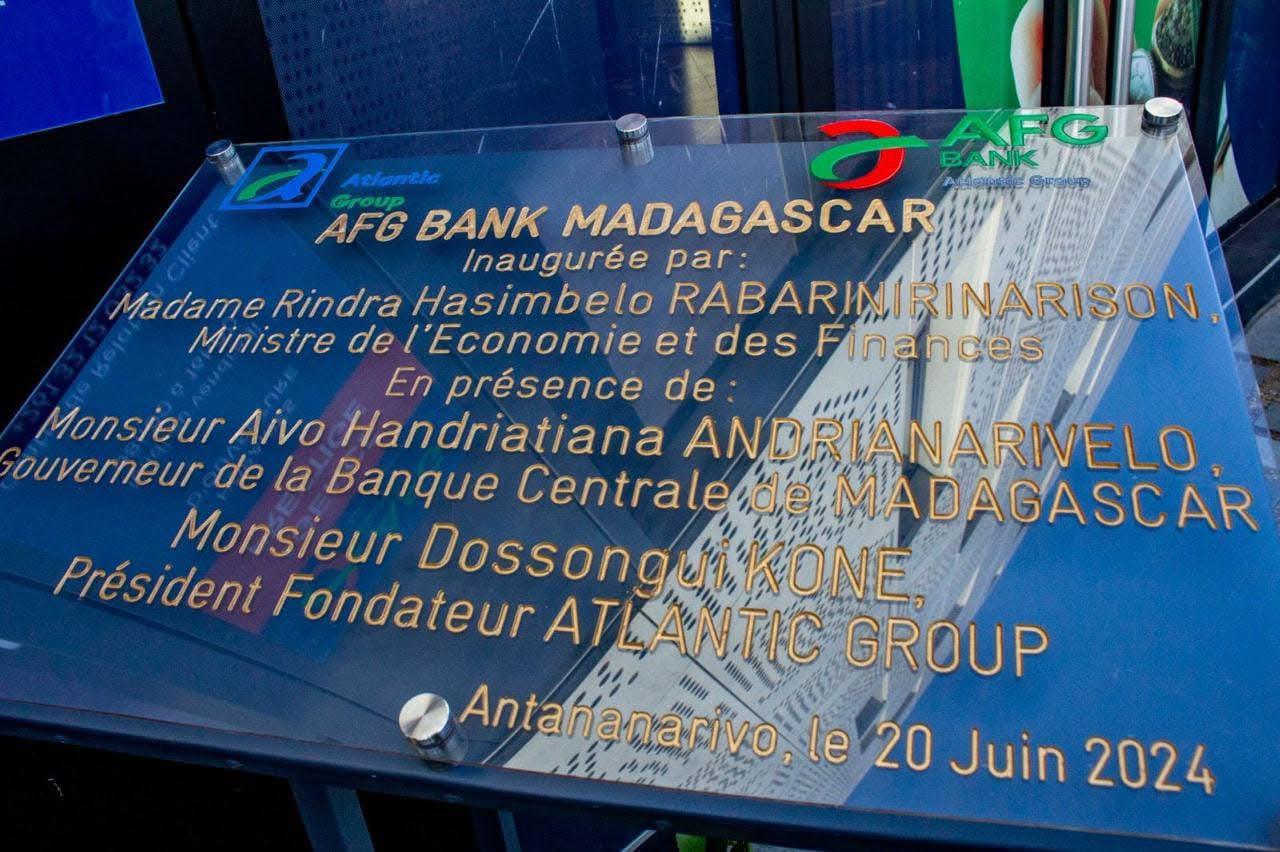 Atlantic
Group
AFG
BANK
Atlantic Group
AFG BANK MADAGASCAR
Inaugurée par :
Madame Rindra Hasimbelo RABARINIRINARISON,
Ministre de l'Economie et des Finances
En présence de :
Monsieur Aivo Handriatiana ANDRIANARIVELO,
Gouverneur de la Banque Centrale de MADAGASCAR
Monsieur Dossongui KONE,
Président Fondateur ATLANTIC GROUP
Antananarivo, le 20 Juin 2024